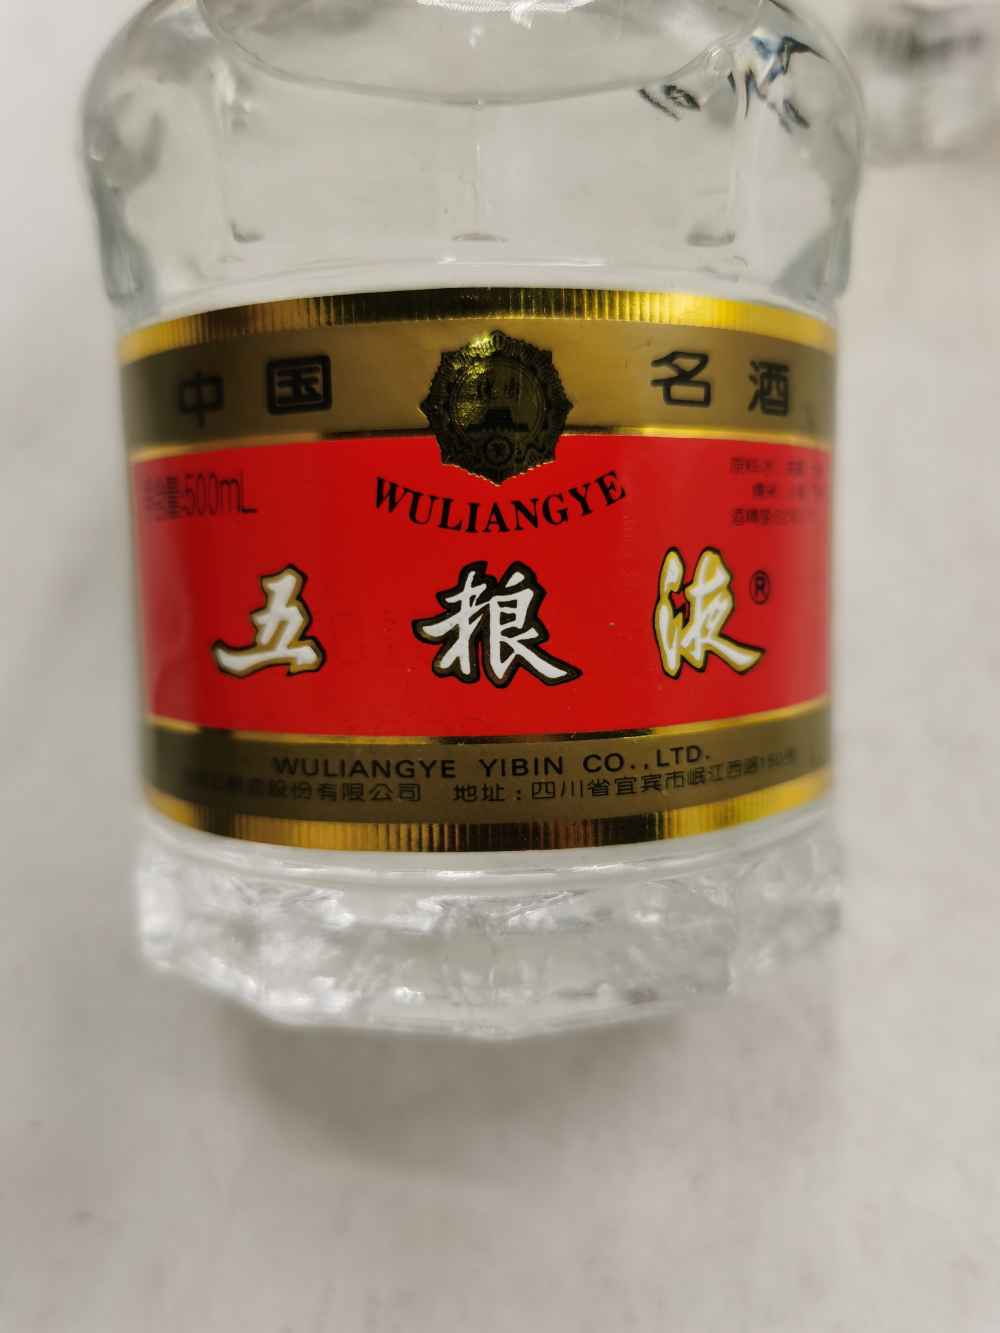 中国 名酒
500mL
WULIANGYE
五粮液®
WULIANGYE YIBIN CO.,LTD.
股份有限公司 地址:四川省宜宾市岷江西路150号